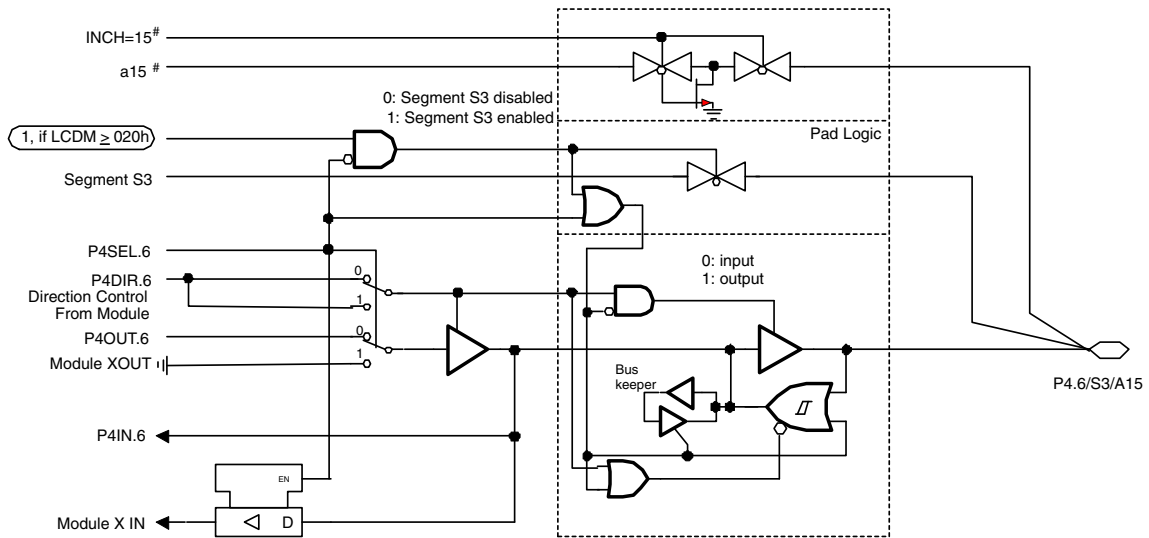 INCH=15#
a15 #
0: Segment S3 disabled
1: Segment S3 enabled
1, if LCDM ≥ 020h
Pad Logic
Segment S3
P4SEL.6
0: input
1: output
P4DIR.6
0
Direction Control
From Module
1
P4OUT.6
0
Module XOUT
1
Bus
keeper
P4.6/S3/A15
P4IN.6
EN
Module X IN
D